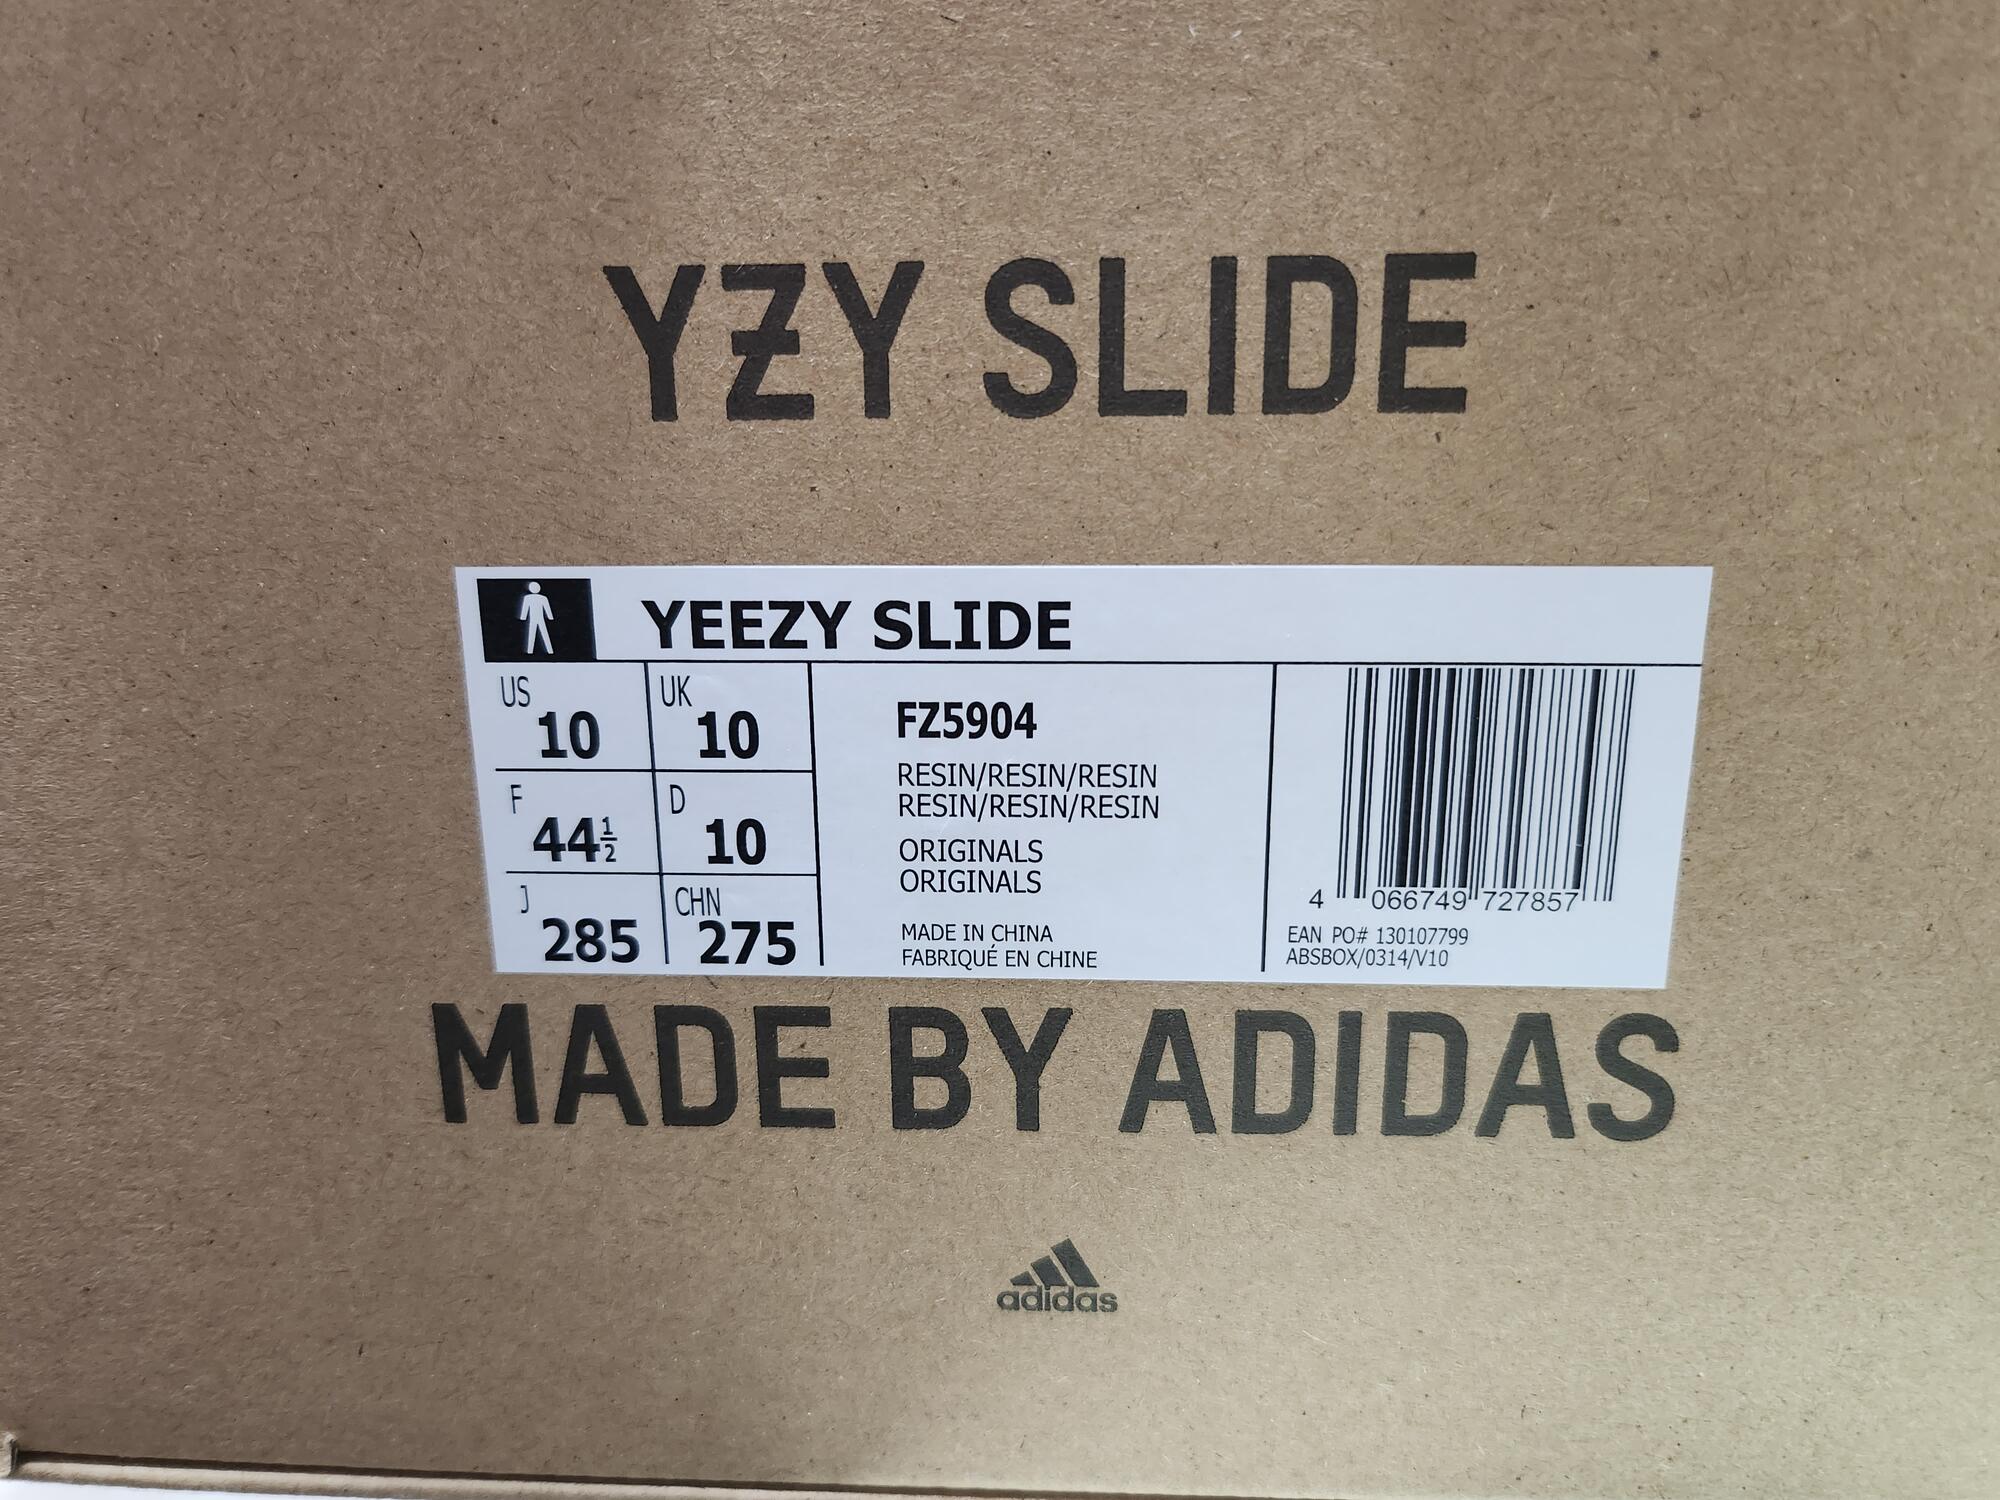 YZY SLIDE
YEEZY SLIDE
US 10 UK 10
F 44½ D 10
J 285 CHN 275
FZ5904
RESIN/RESIN/RESIN
RESIN/RESIN/RESIN
ORIGINALS
ORIGINALS
MADE IN CHINA
FABRIQUÉ EN CHINE
4 066749 727857
EAN PO# 130107799
ABSBOX/0314/V10
MADE BY ADIDAS
adidas